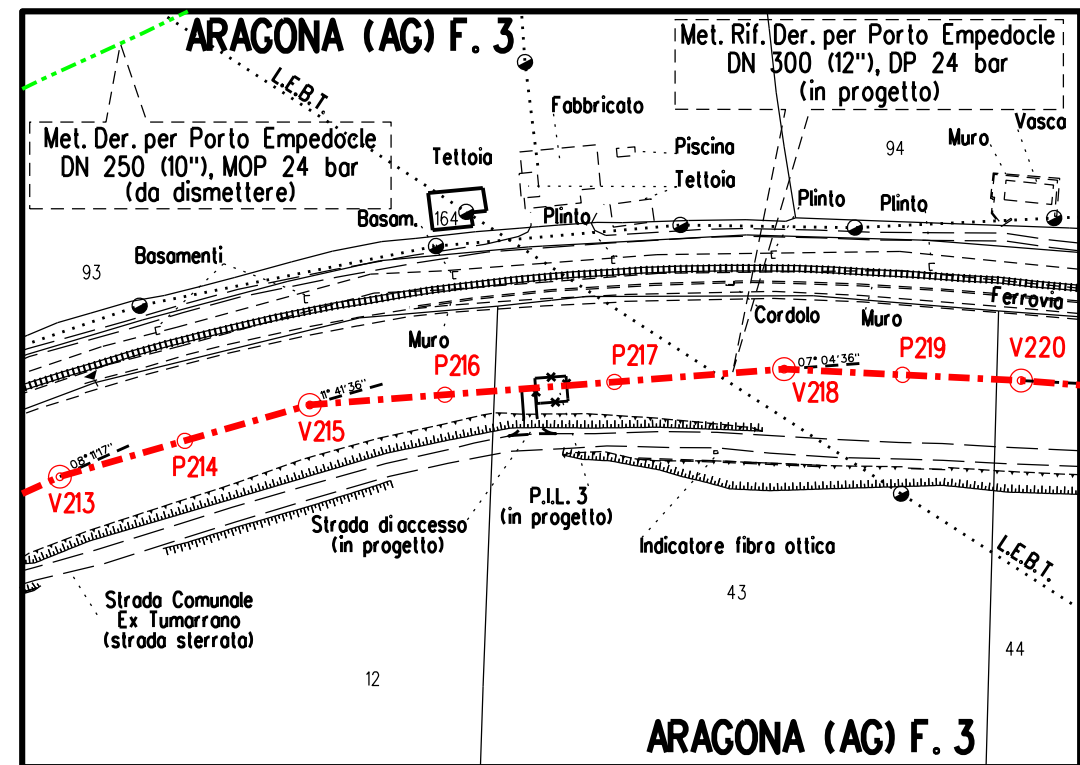 ARAGONA (AG) F. 3
Met. Rif. Der. per Porto Empedocle
DN 300 (12"), DP 24 bar
(in progetto)
L.E.B.T.
Met. Der. per Porto Empedocle
DN 250 (10"), MOP 24 bar
(da dismettere)
Fabbricato
Vasca
Muro
Tettoia
Piscina
94
Tettoia
Plinto
Plinto
Basam.
164
Plinto
93
Basamenti
Ferrovia
Muro
Cordolo
Muro
P216
P217
P219
V220
07° 04'36"
V218
11° 41'36"
V215
P214
08° 11'17"
V213
P.I.L. 3
(in progetto)
Strada di accesso
(in progetto)
Indicatore fibra ottica
L.E.B.T.
Strada Comunale
Ex Tumarrano
(strada sterrata)
43
44
12
ARAGONA (AG) F. 3